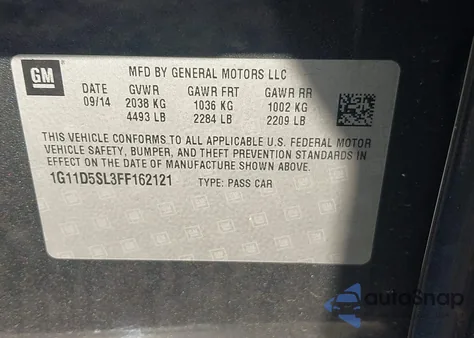 GM
MFD BY GENERAL MOTORS LLC
DATE GVWR GAWR FRT GAWR RR
09/14 2038 KG 1036 KG 1002 KG
4493 LB 2284 LB 2209 LB
THIS VEHICLE CONFORMS TO ALL APPLICABLE U.S. FEDERAL MOTOR
VEHICLE SAFETY, BUMPER, AND THEFT PREVENTION STANDARDS IN
EFFECT ON THE DATE OF MANUFACTURE SHOWN ABOVE.
1G11D5SL3FF162121 TYPE: PASS CAR
autoSnap